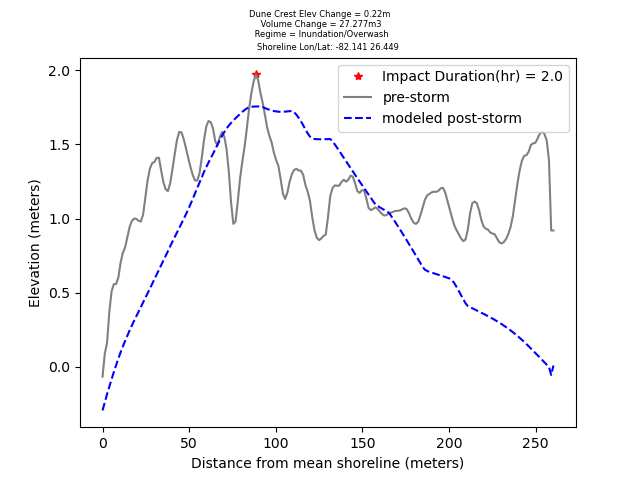 Dune Crest Elev Change = 0.22m
Volume Change = 27.277m3
Regime = Inundation/Overwash
Shoreline Lon/Lat: -82.141 26.449
Impact Duration(hr) = 2.0
pre-storm
modeled post-storm
Elevation (meters)
2.0
1.5
1.0
0.5
0.0
0
50
100
150
200
250
Distance from mean shoreline (meters)